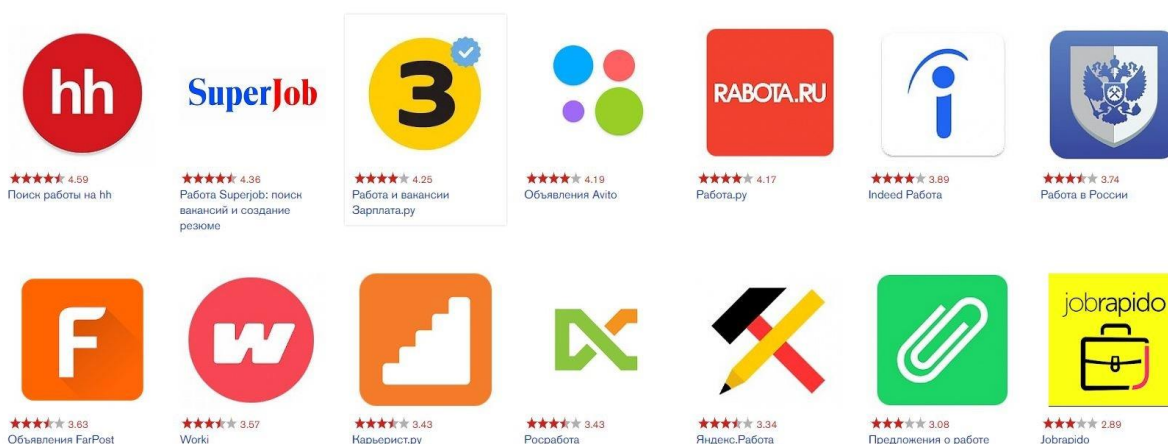 hh
SuperJob
3
RABOTA.RU
4.59
4.36
4.25
4.19
4.17
3.89
3.74
Поиск работы на hh
Работа Superjob: поиск
вакансий и создание
резюме
Работа и вакансии
Зарплата.ру
Объявления Avito
Работа.ру
Indeed Работа
Работа в России
F
W
jobrapido
3.63
3.57
3.43
3.43
3.34
3.08
2.89
Объявления FarPost
Worki
Карьерист.ру
Росработа
Яндекс.Работа
Предложения о работе
Jobrapido